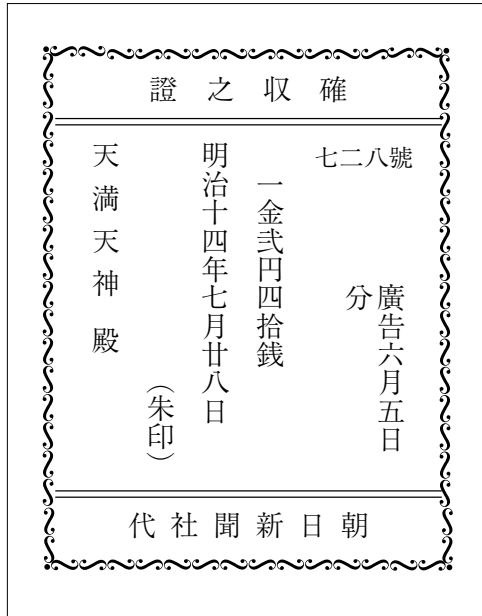 確収之證
七二八號
廣告六月五日
分
一金弐円四拾銭
明治十四年七月廿八日
（朱印）
天満天神殿
朝日新聞社代